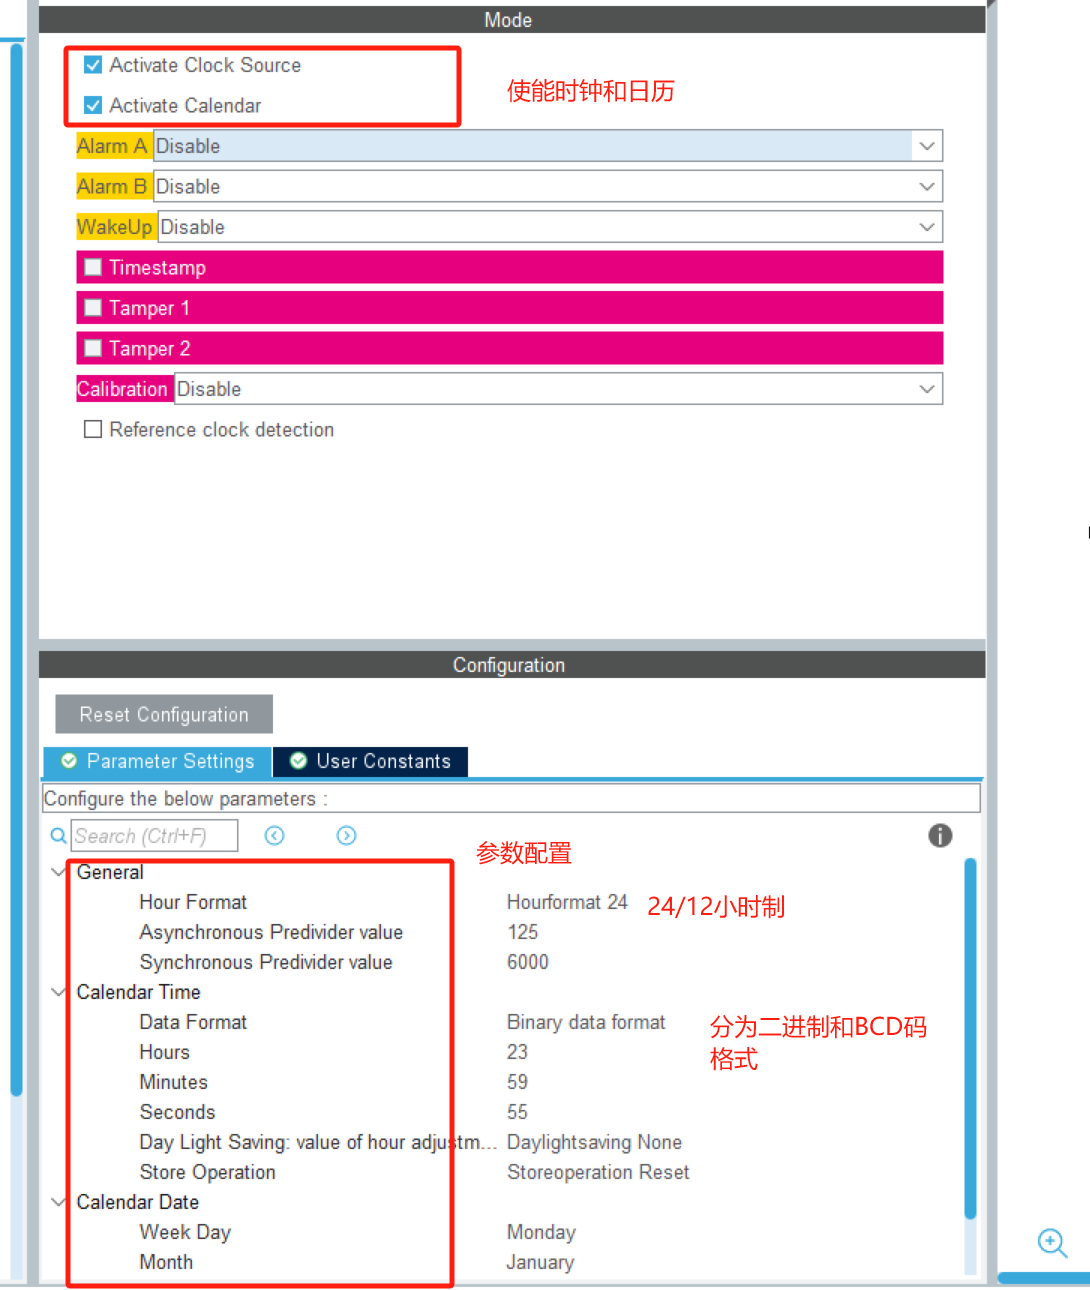 Mode
Activate Clock Source
使能时钟和日历
Activate Calendar
Alarm A Disable
Alarm B Disable
WakeUp Disable
Timestamp
Tamper 1
Tamper 2
Calibration Disable
Reference clock detection
Configuration
Reset Configuration
Parameter Settings User Constants
Configure the below parameters :
Search (Ctrl+F)
参数配置
General
Hour Format Hourformat 24 24/12小时制
Asynchronous Predivider value 125
Synchronous Predivider value 6000
Calendar Time
Data Format Binary data format 分为二进制和BCD码
格式
Hours 23
Minutes 59
Seconds 55
Day Light Saving: value of hour adjustm... Daylightsaving None
Store Operation Storeoperation Reset
Calendar Date
Week Day Monday
Month January